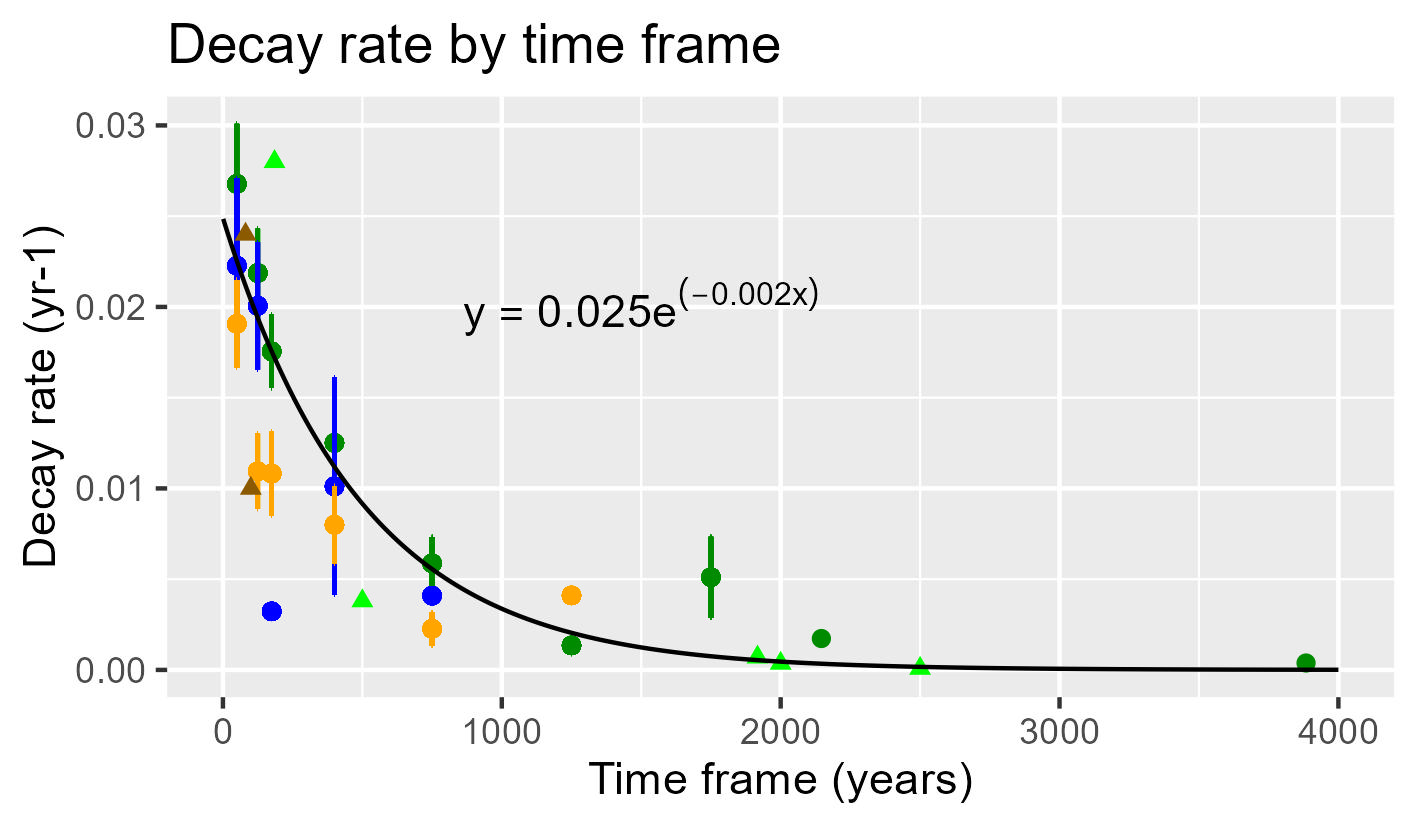 Decay rate by time frame
0.03
y = 0.025e^(−0.002x)
0.02
0.01
0.00
Decay rate (yr-1)
0 1000 2000 3000 4000
Time frame (years)